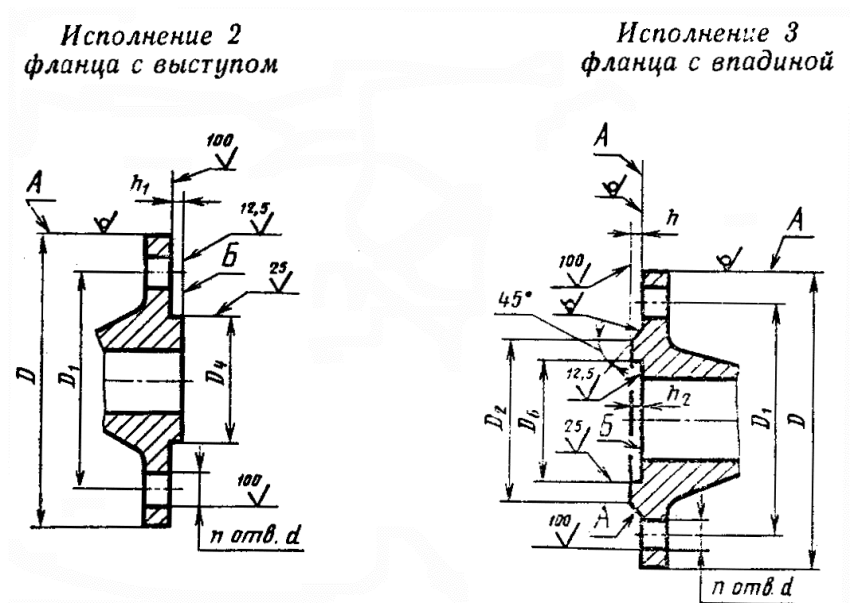 Исполнение 2
фланца с выступом
100
h₁
А
12,5
Б
25
D
D₁
D₄
100
n отв. d
Исполнение 3
фланца с впадиной
А
h
А
100
45°
12,5
h₂
D₂
D₆
Б
25
D₁
D
А
100
n отв. d